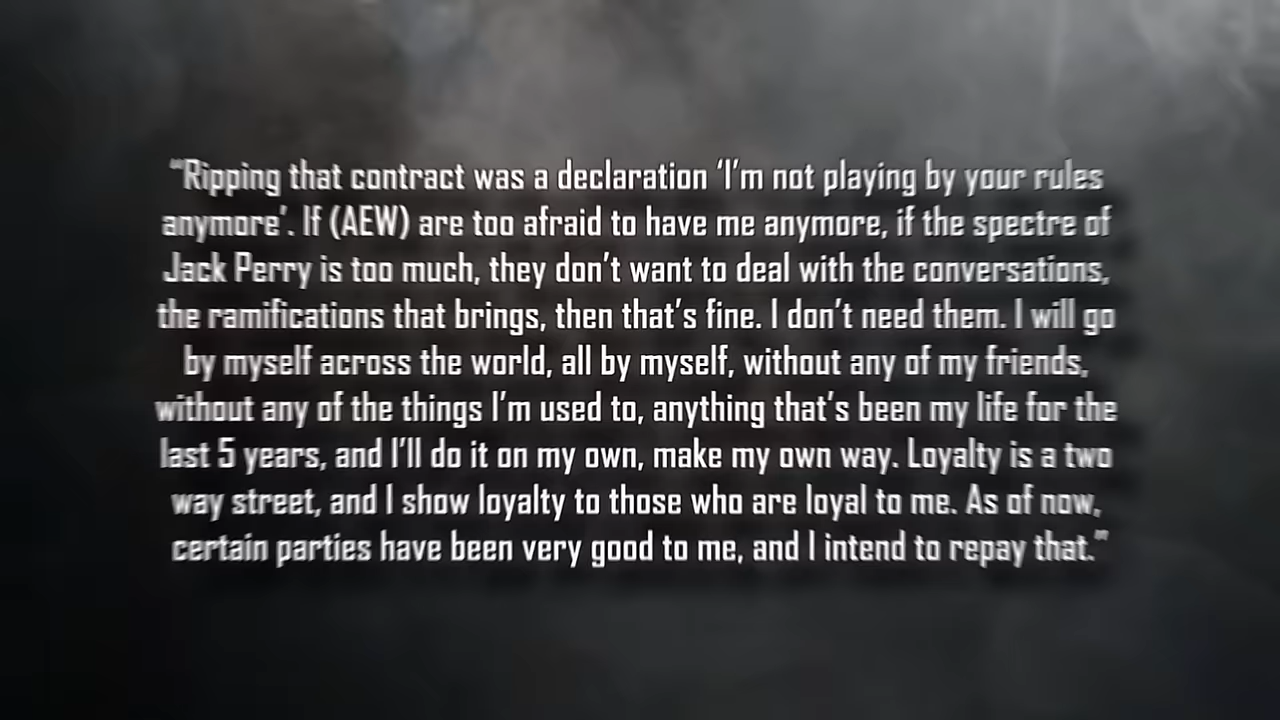 “Ripping that contract was a declaration ‘I’m not playing by your rules
anymore’. If (AEW) are too afraid to have me anymore, if the spectre of
Jack Perry is too much, they don’t want to deal with the conversations,
the ramifications that brings, then that’s fine. I don’t need them. I will go
by myself across the world, all by myself, without any of my friends,
without any of the things I’m used to, anything that’s been my life for the
last 5 years, and I’ll do it on my own, make my own way. Loyalty is a two
way street, and I show loyalty to those who are loyal to me. As of now,
certain parties have been very good to me, and I intend to repay that.”